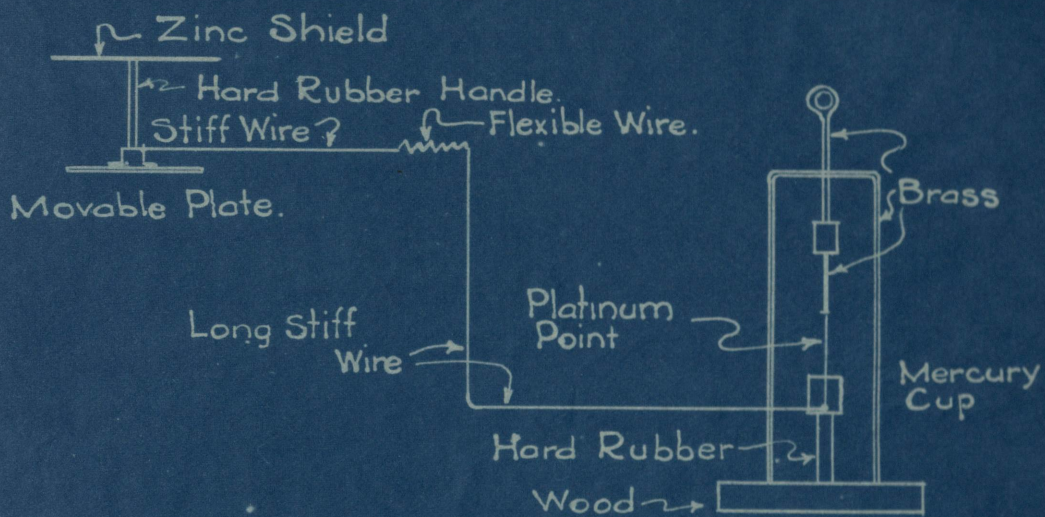 Zinc Shield
Hard Rubber Handle.
Stiff Wire
Flexible Wire.
Movable Plate.
Brass
Long Stiff
Wire
Platinum
Point
Mercury
Cup
Hard Rubber
Wood